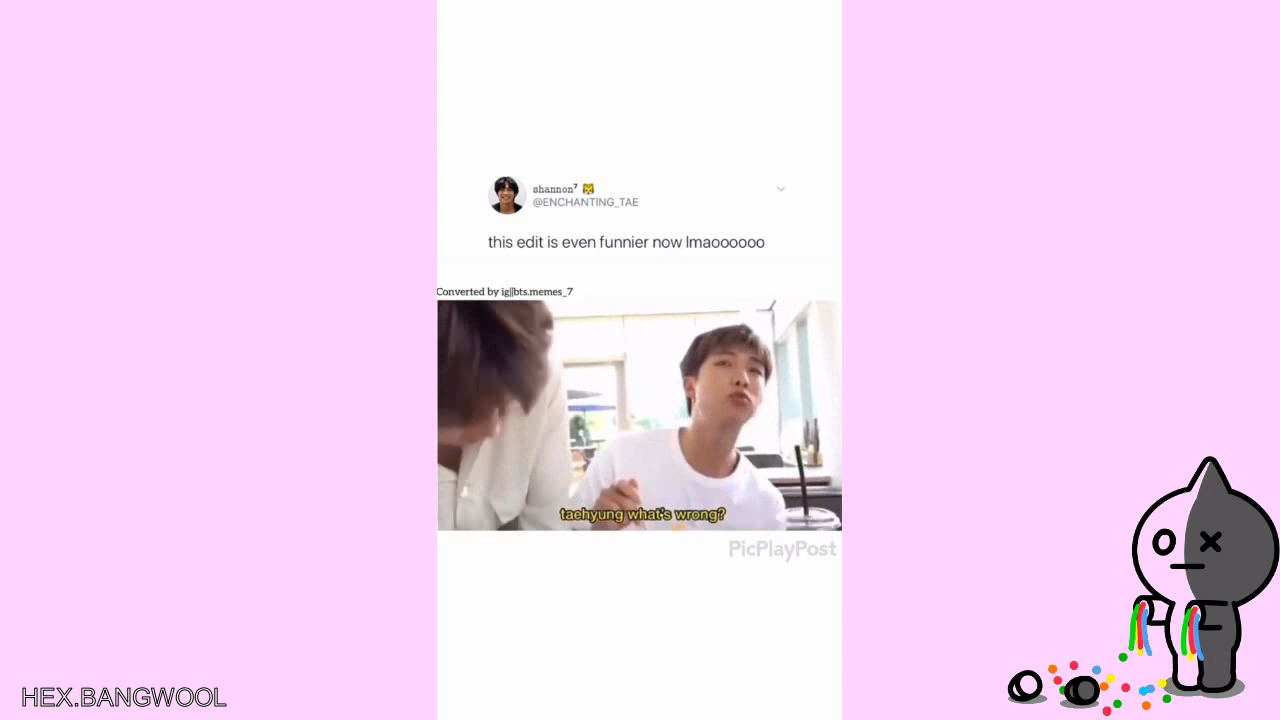 shannon⁷ 🐯
@ENCHANTING_TAE
this edit is even funnier now lmaoooooo
Converted by ig||bts.memes_7
taehyung what's wrong?
PicPlayPost
HEX.BANGWOOL